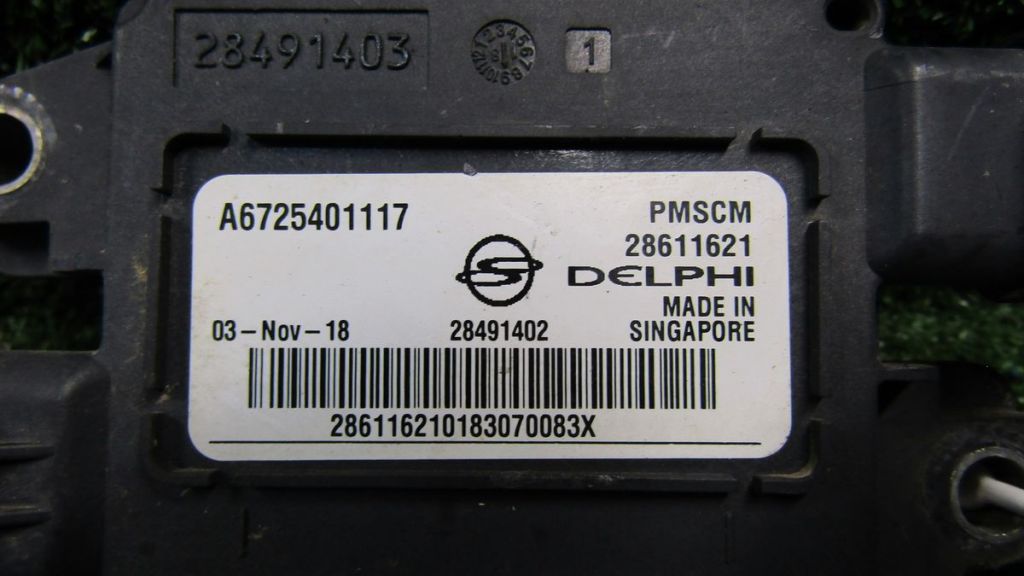 28491403
1
A6725401117
PMSCM
28611621
DELPHI
MADE IN
SINGAPORE
03-Nov-18
28491402
286116210183070083X